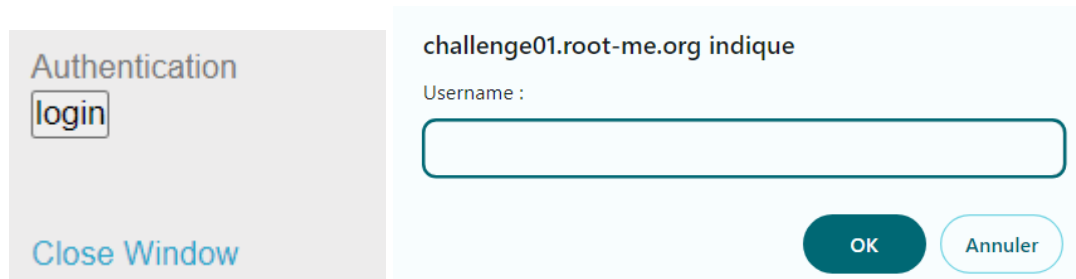 Authentication
login
Close Window
challenge01.root-me.org indique
Username :
OK
Annuler